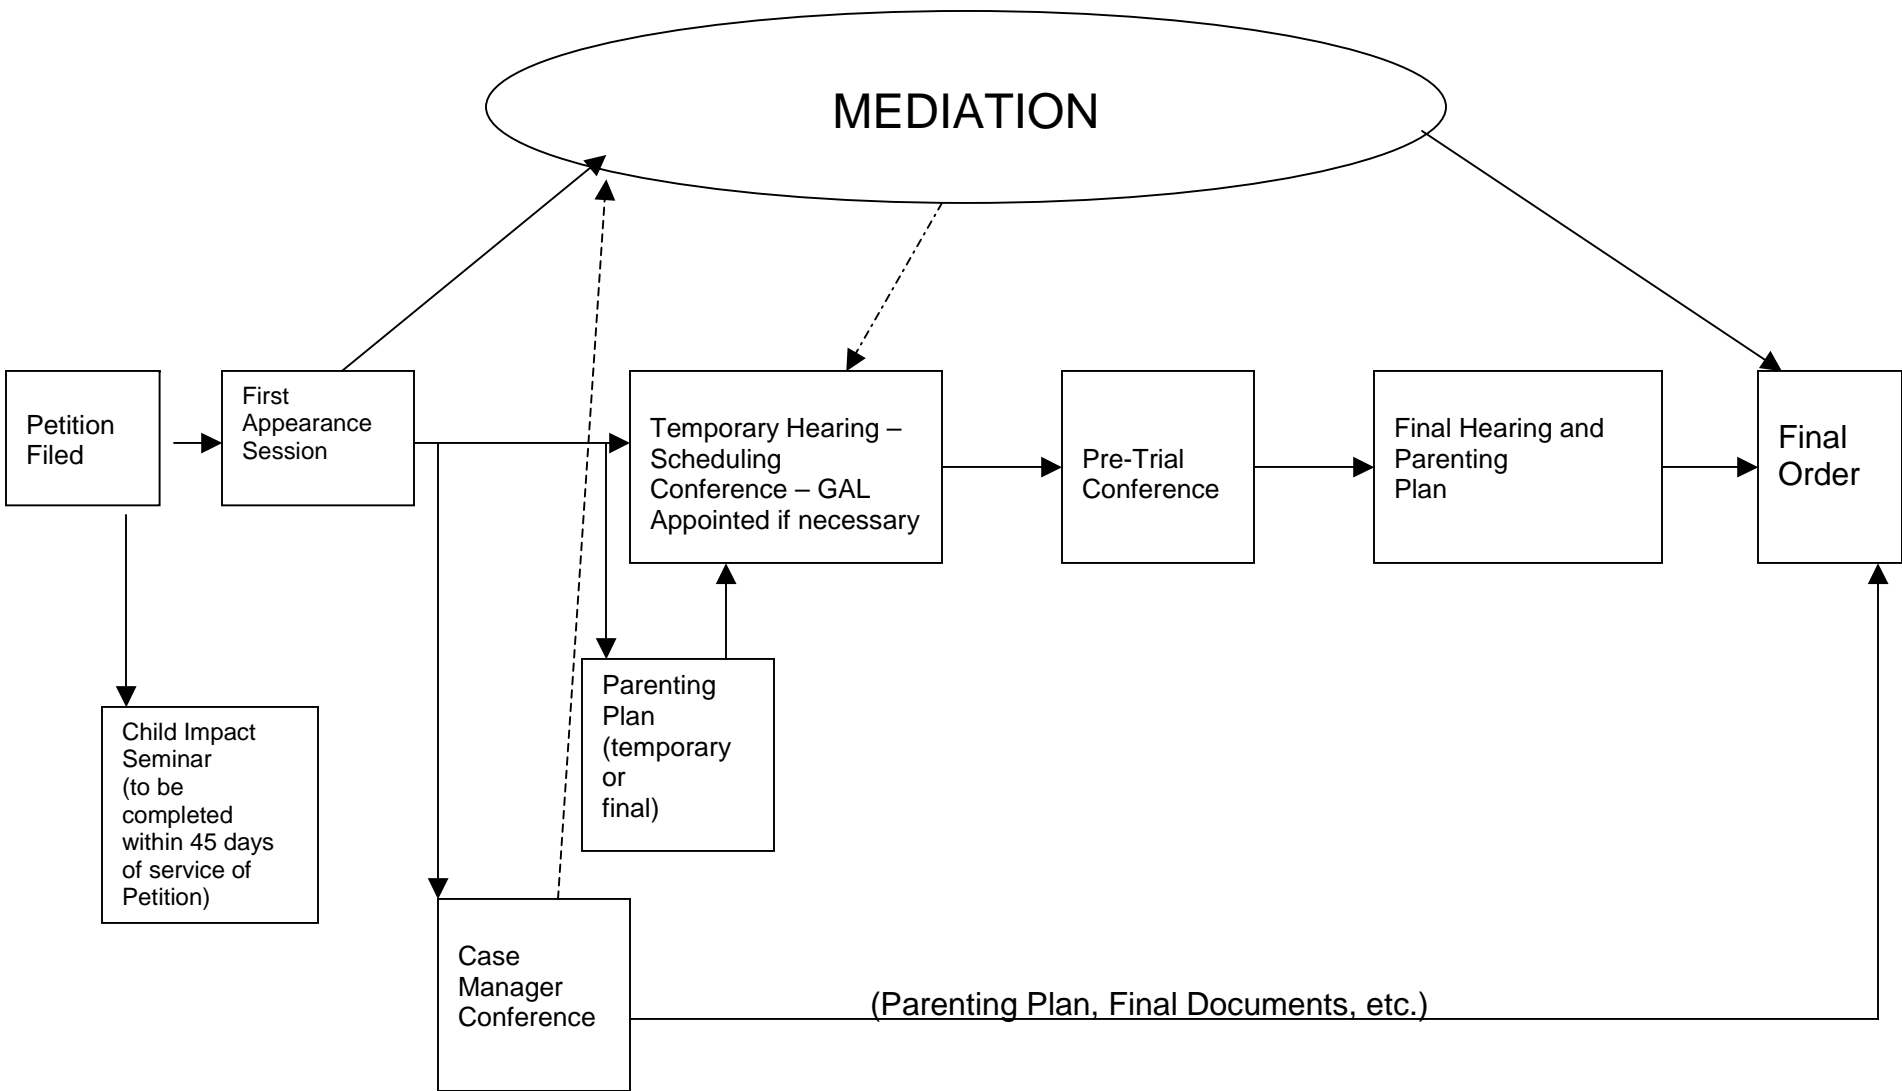 MEDIATION
Petition
Filed
First
Appearance
Session
Temporary Hearing –
Scheduling
Conference – GAL
Appointed if necessary
Pre-Trial
Conference
Final Hearing and
Parenting
Plan
Final
Order
Child Impact
Seminar
(to be
completed
within 45 days
of service of
Petition)
Parenting
Plan
(temporary
or
final)
Case
Manager
Conference
(Parenting Plan, Final Documents, etc.)